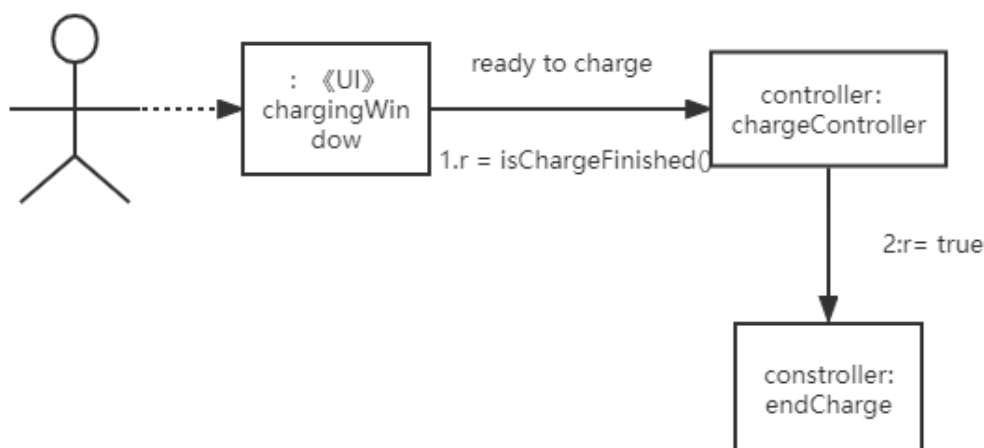 : 《UI》
chargingWin
dow
ready to charge
1.r = isChargeFinished()
controller:
chargeController
2:r= true
constroller:
endCharge